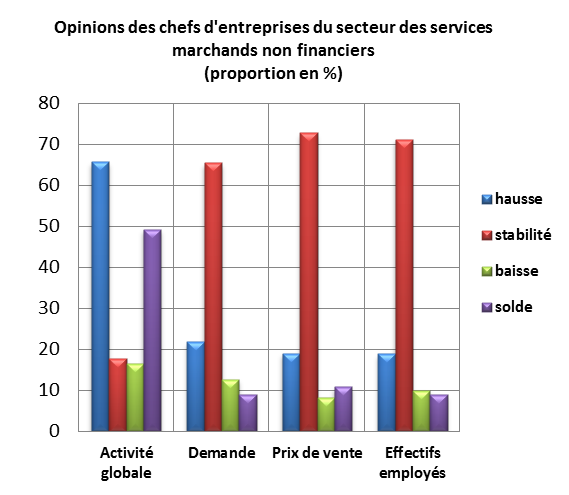 Opinions des chefs d'entreprises du secteur des services
marchands non financiers
(proportion en %)
80
70
60
50
40
30
20
10
0
Activité
globale
Demande
Prix de vente
Effectifs
employés
hausse
stabilité
baisse
solde